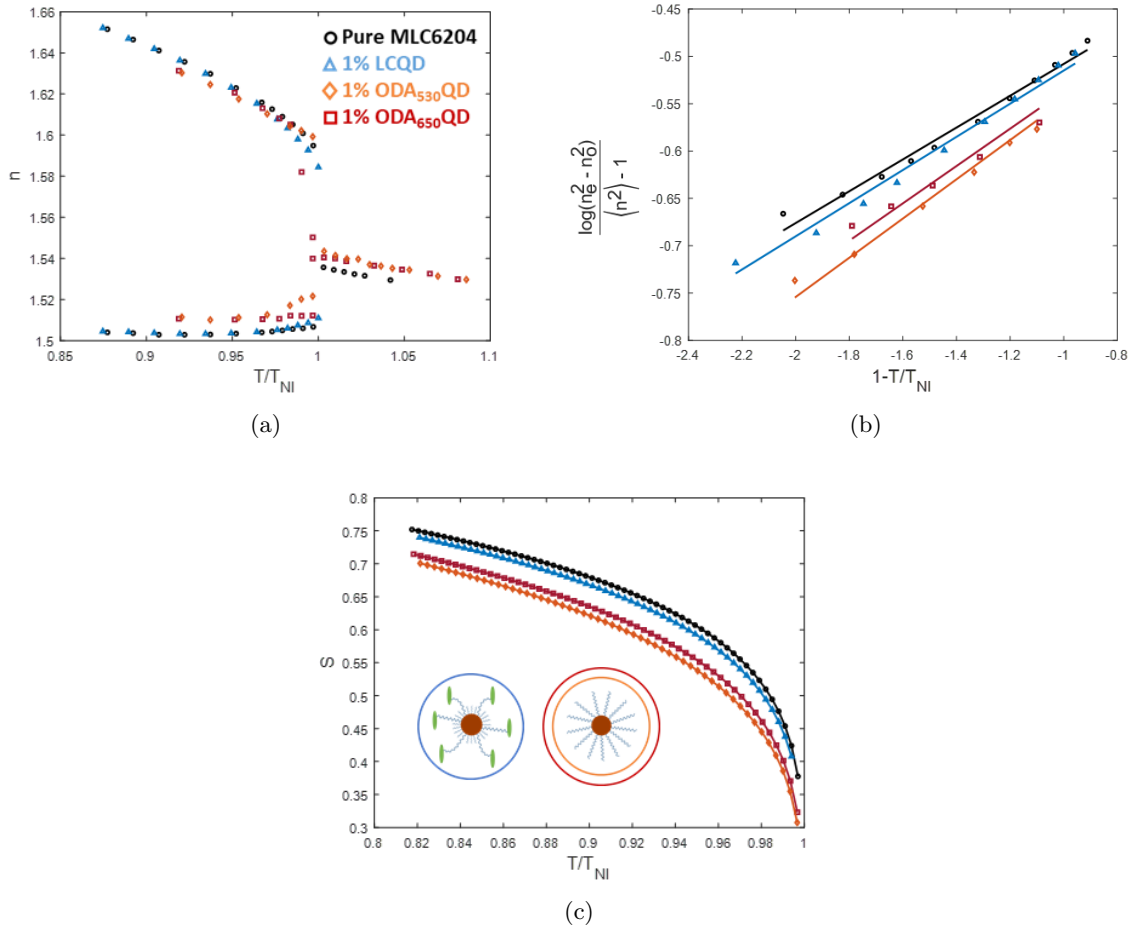 1.66
1.64
1.62
1.6
1.58
1.56
1.54
1.52
1.5
n
Pure MLC6204
1% LCQD
1% ODA530QD
1% ODA650QD
0.85 0.9 0.95 1 1.05 1.1
T/TNI
(a)
-0.45
-0.5
-0.55
-0.6
-0.65
-0.7
-0.75
-0.8
log(ne2 - no2)
⟨n2⟩ - 1
-2.4 -2.2 -2 -1.8 -1.6 -1.4 -1.2 -1 -0.8
1-T/TNI
(b)
0.8
0.75
0.7
0.65
0.6
0.55
0.5
0.45
0.4
0.35
0.3
S
0.8 0.82 0.84 0.86 0.88 0.9 0.92 0.94 0.96 0.98 1
T/TNI
(c)